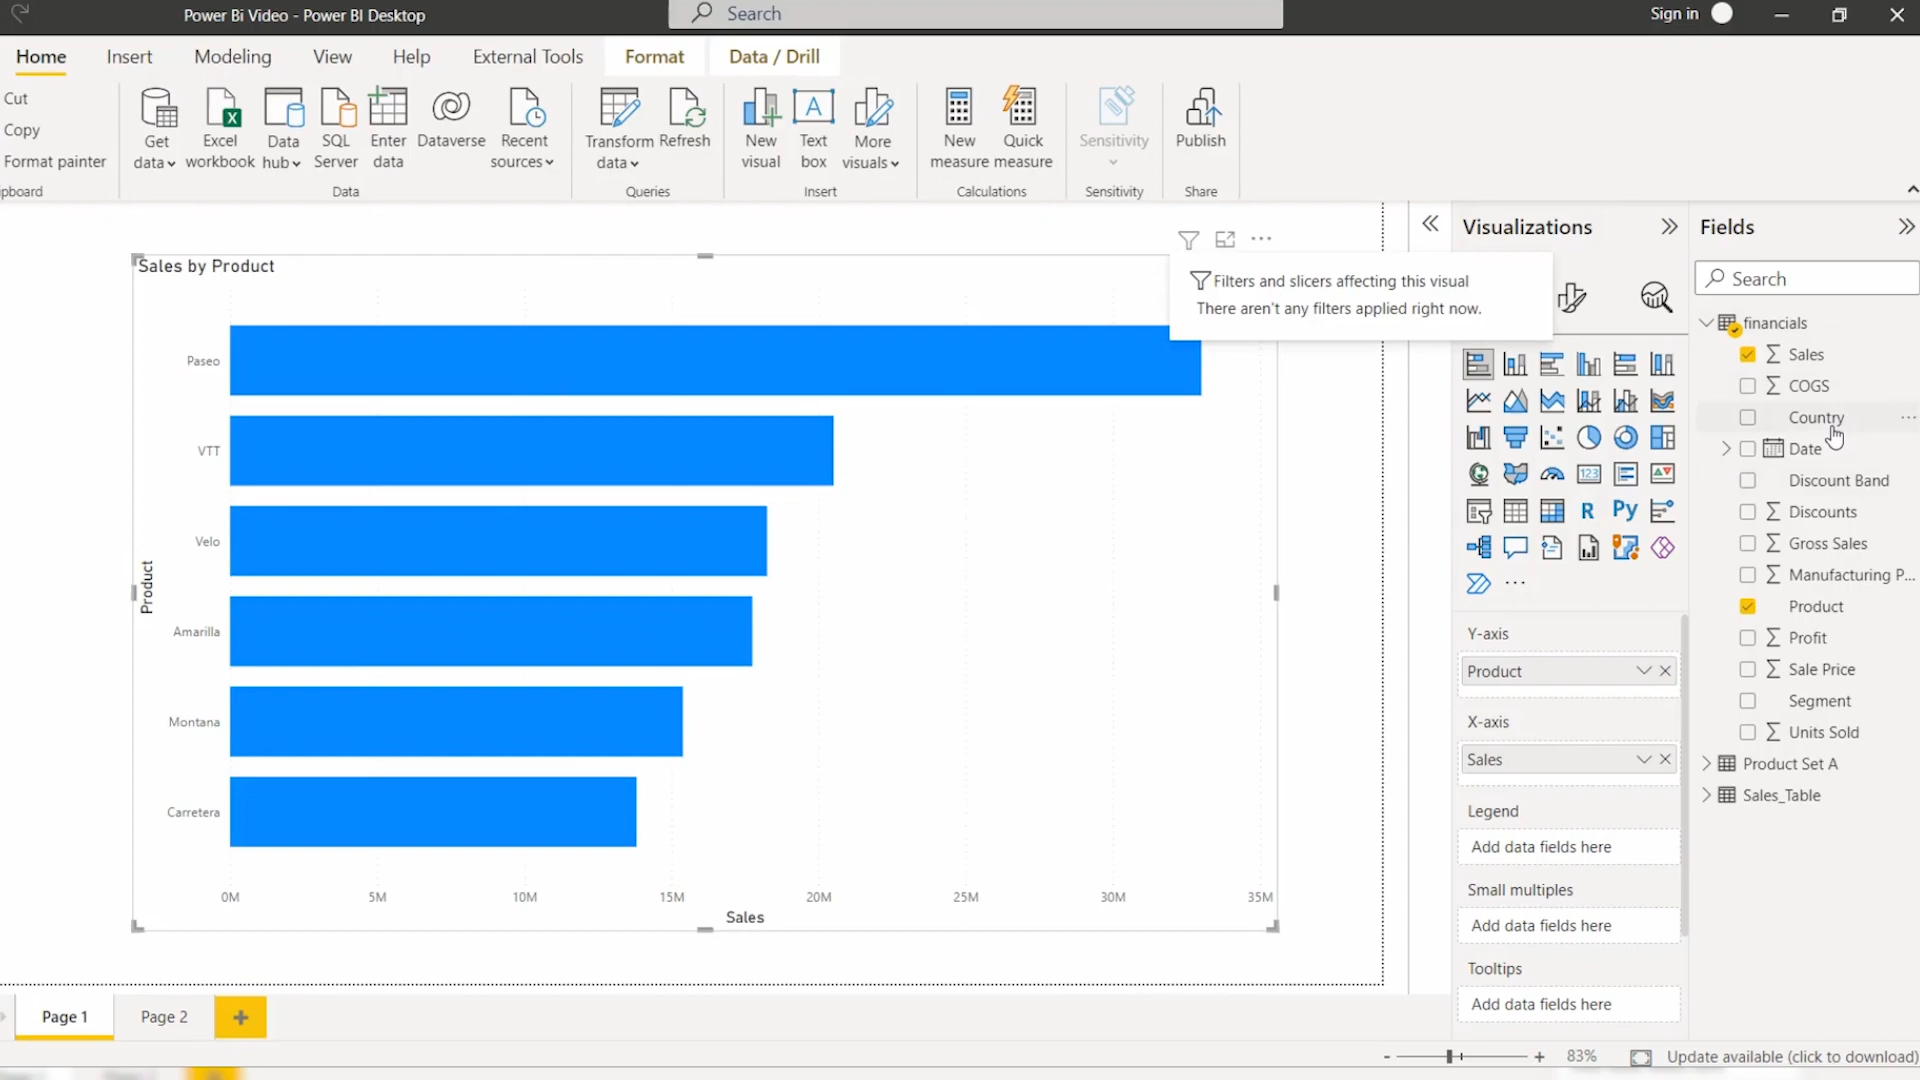 Power Bi Video - Power BI Desktop
Search
Sign in
Home
Insert
Modeling
View
Help
External Tools
Format
Data / Drill
Cut
Copy
Format painter
pboard
Get data
Excel workbook
Data hub
SQL Server
Enter data
Dataverse
Recent sources
Data
Transform data
Refresh
Queries
New visual
A
Text box
More visuals
Insert
New measure
Quick measure
Calculations
Sensitivity
Sensitivity
Publish
Share
Sales by Product
Filters and slicers affecting this visual
There aren't any filters applied right now.
Product
Paseo
VTT
Velo
Amarilla
Montana
Carretera
0M
5M
10M
15M
20M
25M
30M
35M
Sales
Visualizations
123
R
Py
Y-axis
Product
X-axis
Sales
Legend
Add data fields here
Small multiples
Add data fields here
Tooltips
Add data fields here
Fields
Search
financials
Sales
COGS
Country
Date
Discount Band
Discounts
Gross Sales
Manufacturing P...
Product
Profit
Sale Price
Segment
Units Sold
Product Set A
Sales_Table
Page 1
Page 2
- + 83%
Update available (click to download)